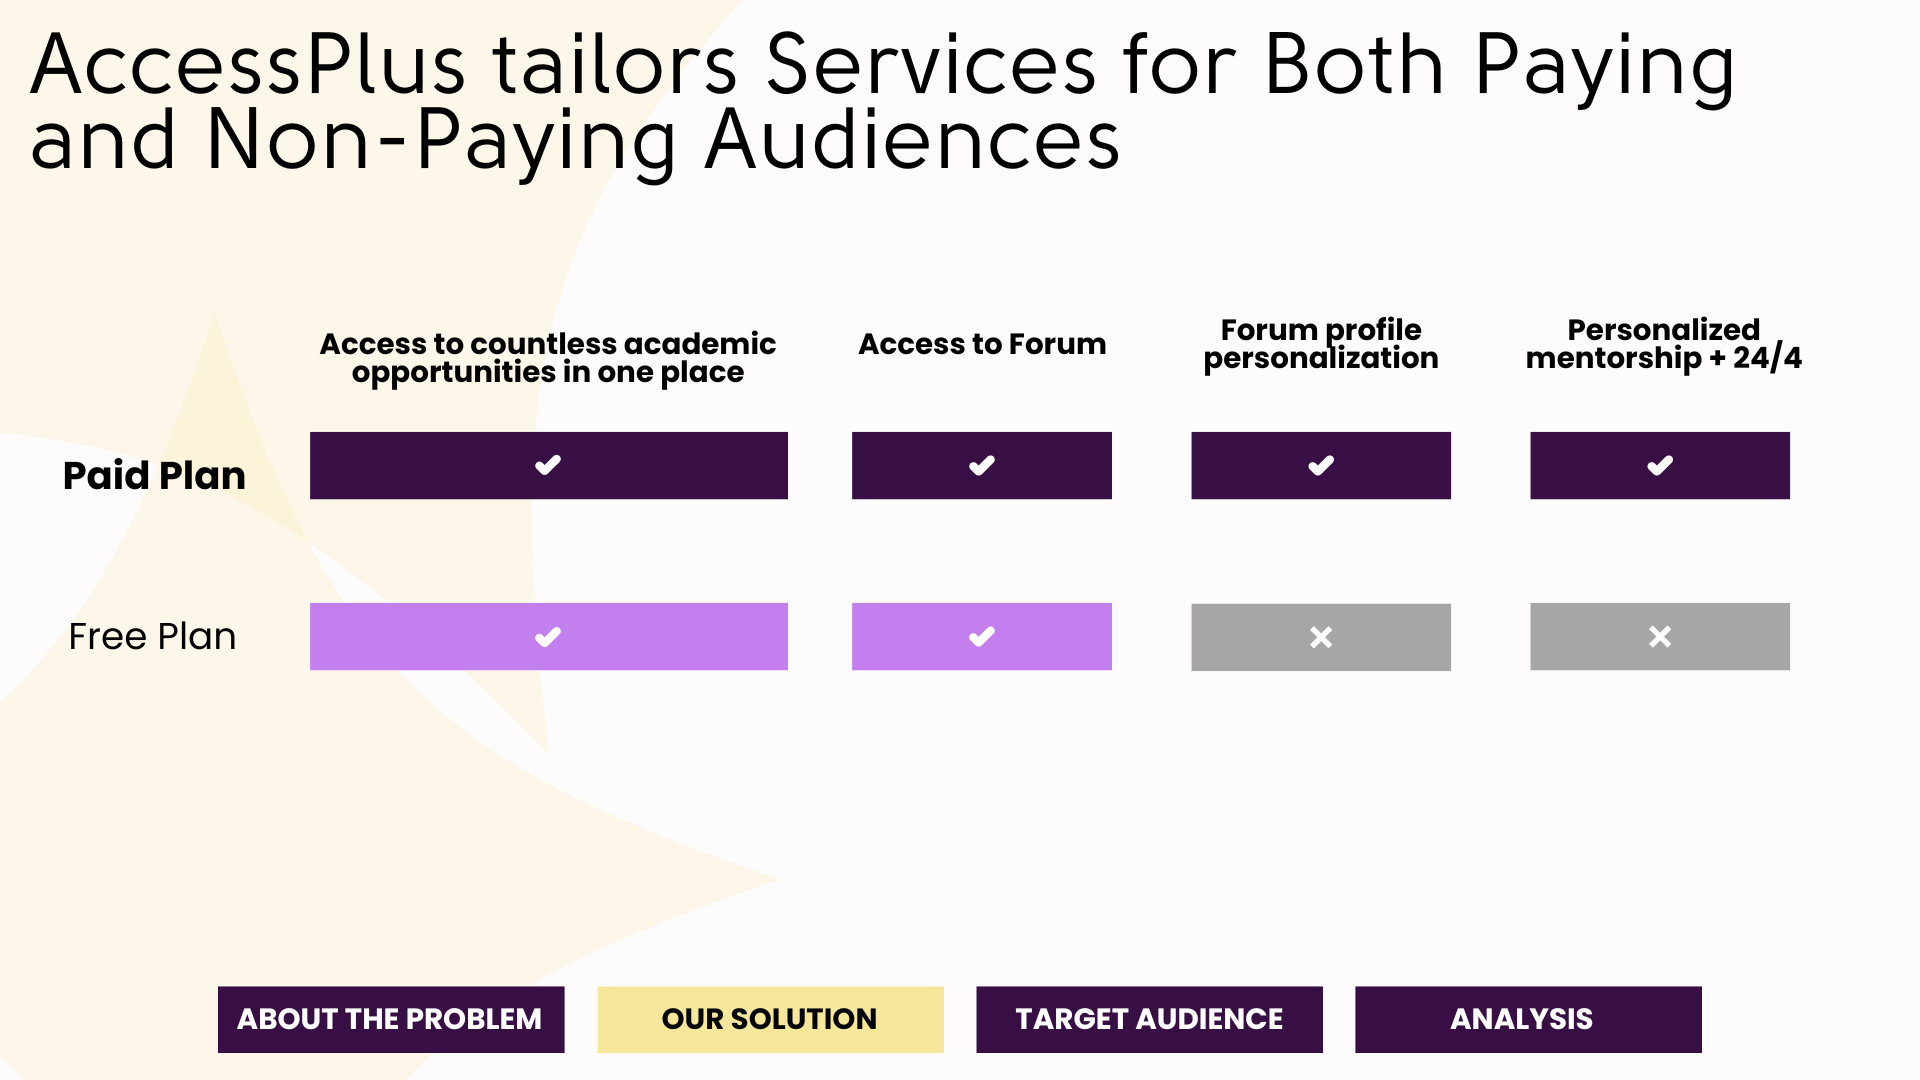 AccessPlus tailors Services for Both Paying
and Non-Paying Audiences
Access to countless academic
opportunities in one place
Access to Forum
Forum profile
personalization
Personalized
mentorship + 24/4
Paid Plan
Free Plan
ABOUT THE PROBLEM
OUR SOLUTION
TARGET AUDIENCE
ANALYSIS